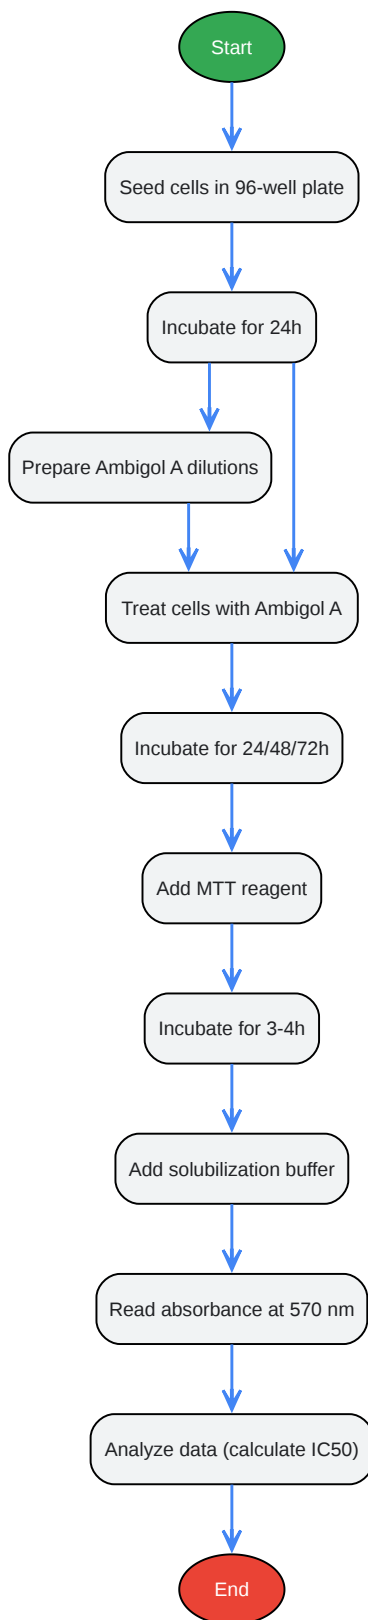 Start
Seed cells in 96-well plate
Incubate for 24h
Prepare Ambigol A dilutions
Treat cells with Ambigol A
Incubate for 24/48/72h
Add MTT reagent
Incubate for 3-4h
Add solubilization buffer
Read absorbance at 570 nm
Analyze data (calculate IC50)
End